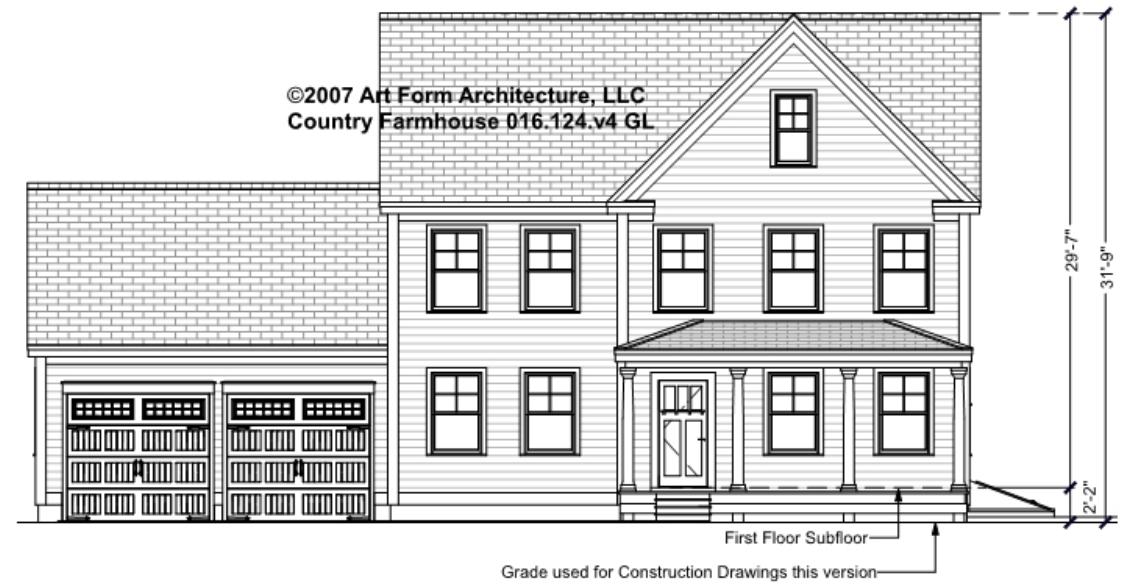 ©2007 Art Form Architecture, LLC
Country Farmhouse 016.124.v4 GL
29'-7"
31'-9"
2'-2"
First Floor Subfloor
Grade used for Construction Drawings this version